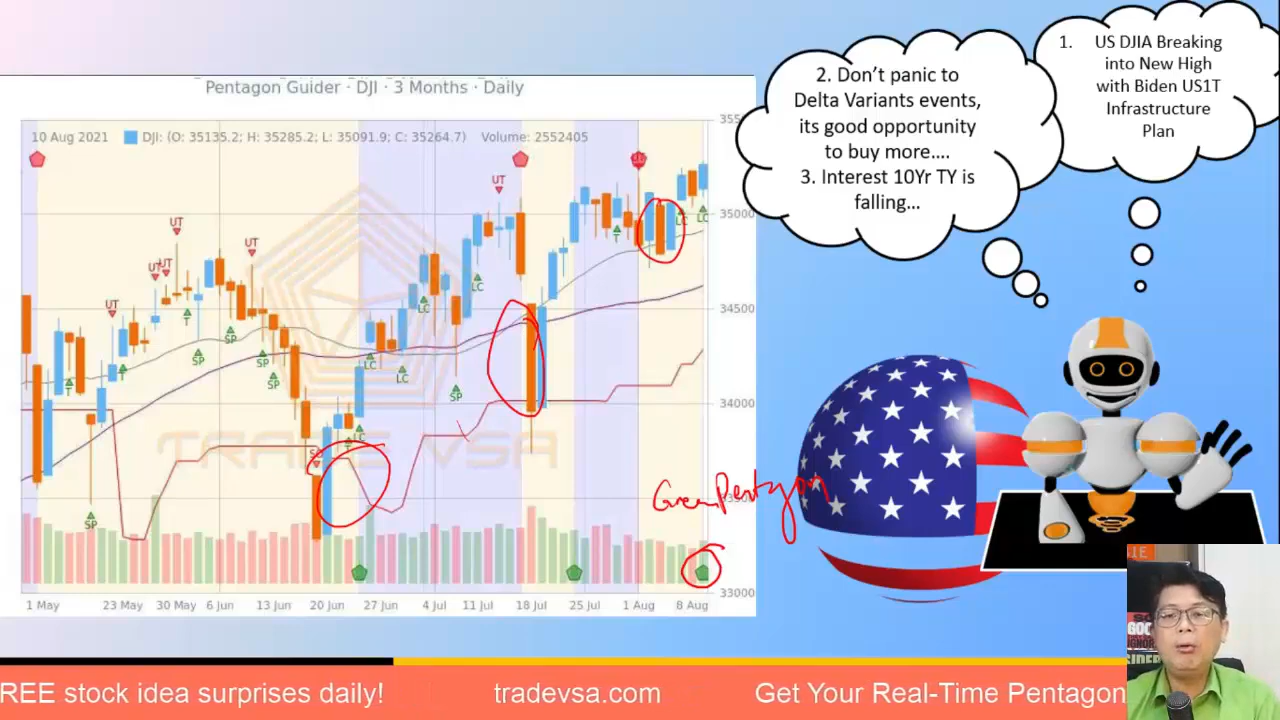 Pentagon Guider · DJI · 3 Months · Daily
10 Aug 2021 DJI: (O: 35135.2; H: 35285.2; L: 35091.9; C: 35264.7) Volume: 2552405
UT
UT
UT
UT
UT
UT
T
SP
T
T
SP
SP
SP
SP
T
LC
LC
LC
LC
SP
LC
T
LC
LC
35000
34500
34000
33000
TRADE VSA
Green Pentagon
1 May
23 May
30 May
6 Jun
13 Jun
20 Jun
27 Jun
4 Jul
11 Jul
18 Jul
25 Jul
1 Aug
8 Aug
2. Don't panic to
Delta Variants events,
its good opportunity
to buy more....
3. Interest 10Yr TY is
falling...
1. US DJIA Breaking
into New High
with Biden US1T
Infrastructure
Plan
REE stock idea surprises daily!
tradevsa.com
Get Your Real-Time Pentagon